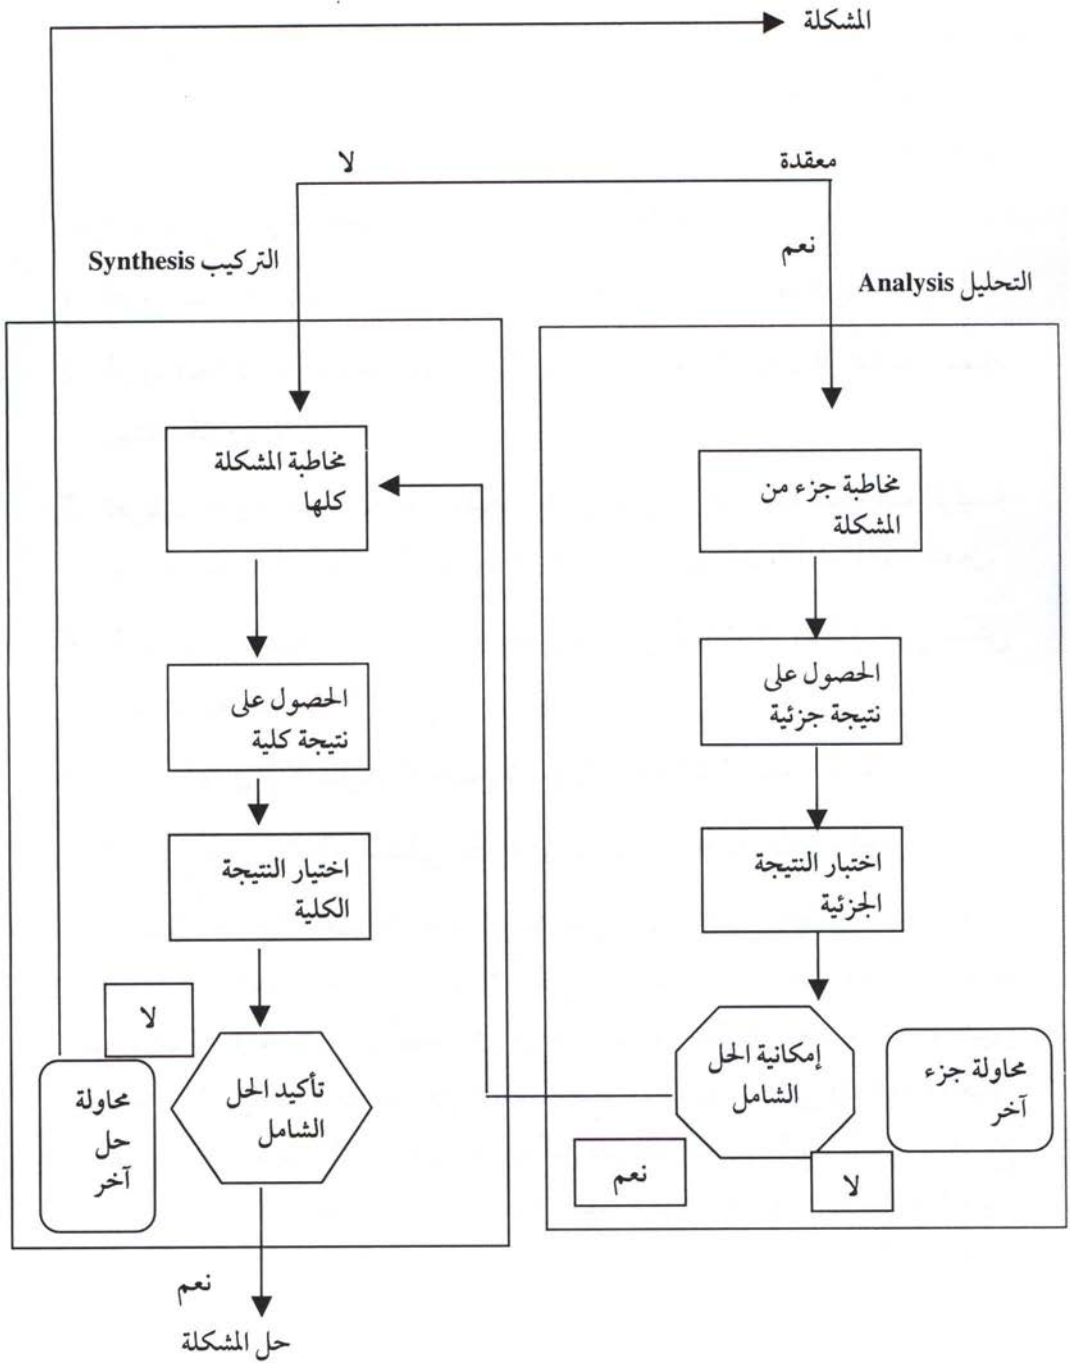 المشكلة
معقدة
لا
نعم
التحليل Analysis
التركيب Synthesis
مخاطبة جزء من
المشكلة
الحصول على
نتيجة جزئية
اختبار النتيجة
الجزئية
إمكانية الحل
الشامل
محاولة جزء
آخر
لا
نعم
مخاطبة المشكلة
كلها
الحصول على
نتيجة كلية
اختيار النتيجة
الكلية
تأكيد الحل
الشامل
لا
محاولة
حل
آخر
نعم
حل المشكلة